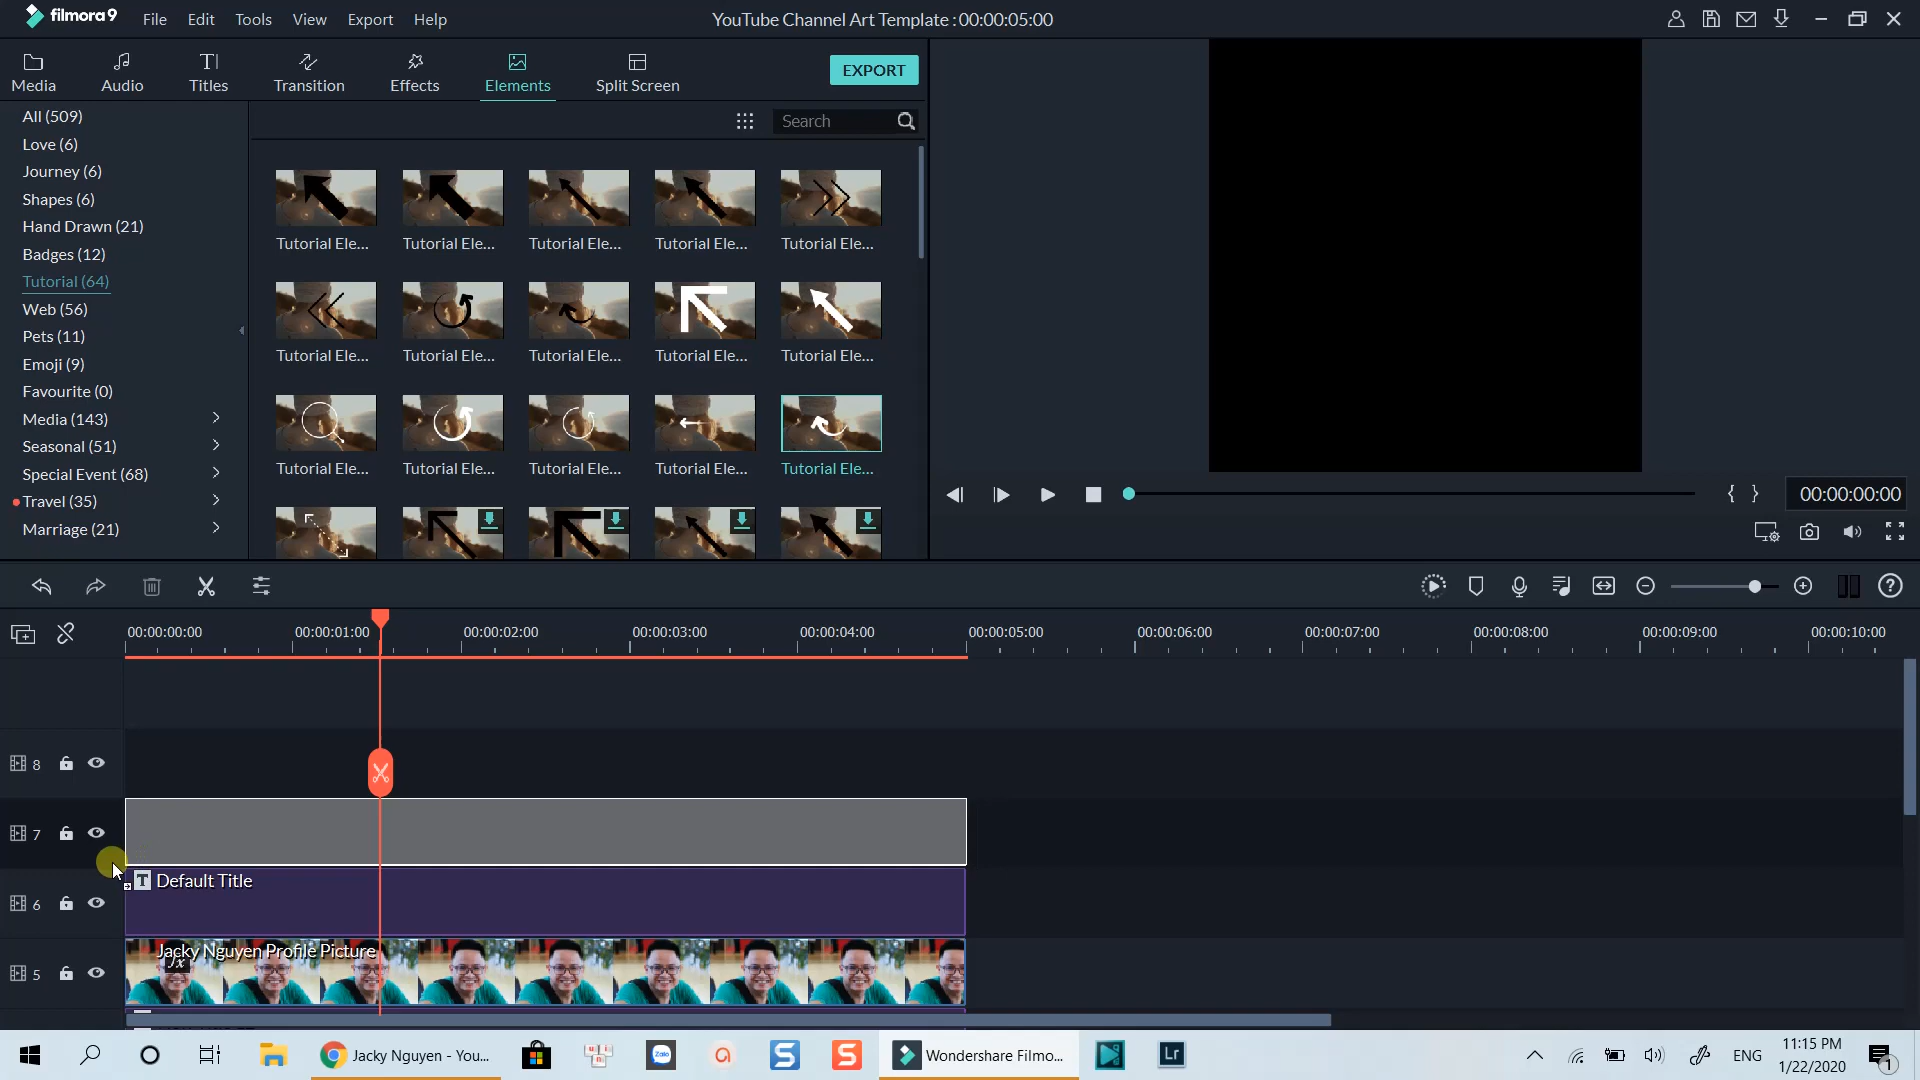 filmora9
File Edit Tools View Export Help
YouTube Channel Art Template : 00:00:05:00
Media Audio Titles Transition Effects Elements Split Screen
EXPORT
All (509)
Love (6)
Journey (6)
Shapes (6)
Hand Drawn (21)
Badges (12)
Tutorial (64)
Web (56)
Pets (11)
Emoji (9)
Favourite (0)
Media (143)
Seasonal (51)
Special Event (68)
Travel (35)
Marriage (21)
Search
Tutorial Ele... Tutorial Ele... Tutorial Ele... Tutorial Ele... Tutorial Ele...
Tutorial Ele... Tutorial Ele... Tutorial Ele... Tutorial Ele... Tutorial Ele...
Tutorial Ele... Tutorial Ele... Tutorial Ele... Tutorial Ele... Tutorial Ele...
{ } 00:00:00:00
00:00:00:00 00:00:01:00 00:00:02:00 00:00:03:00 00:00:04:00 00:00:05:00 00:00:06:00 00:00:07:00 00:00:08:00 00:00:09:00 00:00:10:00
8
7
T Default Title
6
Jacky Nguyen Profile Picture
fx
5
Jacky Nguyen - You...
Zalo
S
S
Wondershare Filmo...
Lr
ENG
11:15 PM
1/22/2020
1